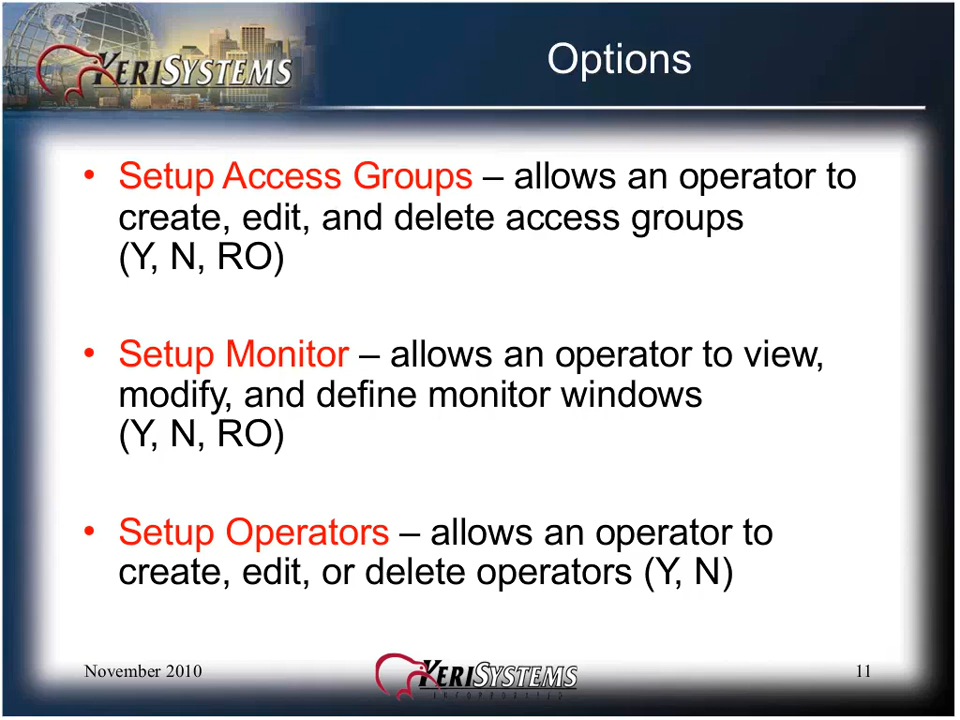 KERISYSTEMS
Options
• Setup Access Groups – allows an operator to
create, edit, and delete access groups
(Y, N, RO)
• Setup Monitor – allows an operator to view,
modify, and define monitor windows
(Y, N, RO)
• Setup Operators – allows an operator to
create, edit, or delete operators (Y, N)
November 2010
KERISYSTEMS
INCORPORATED
11